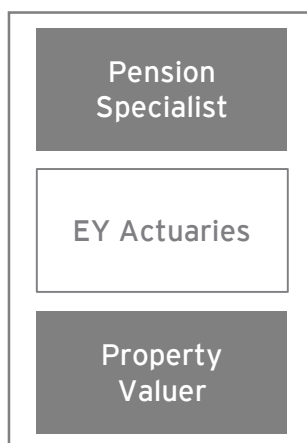 Pension
Specialist
EY Actuaries
Property
Valuer